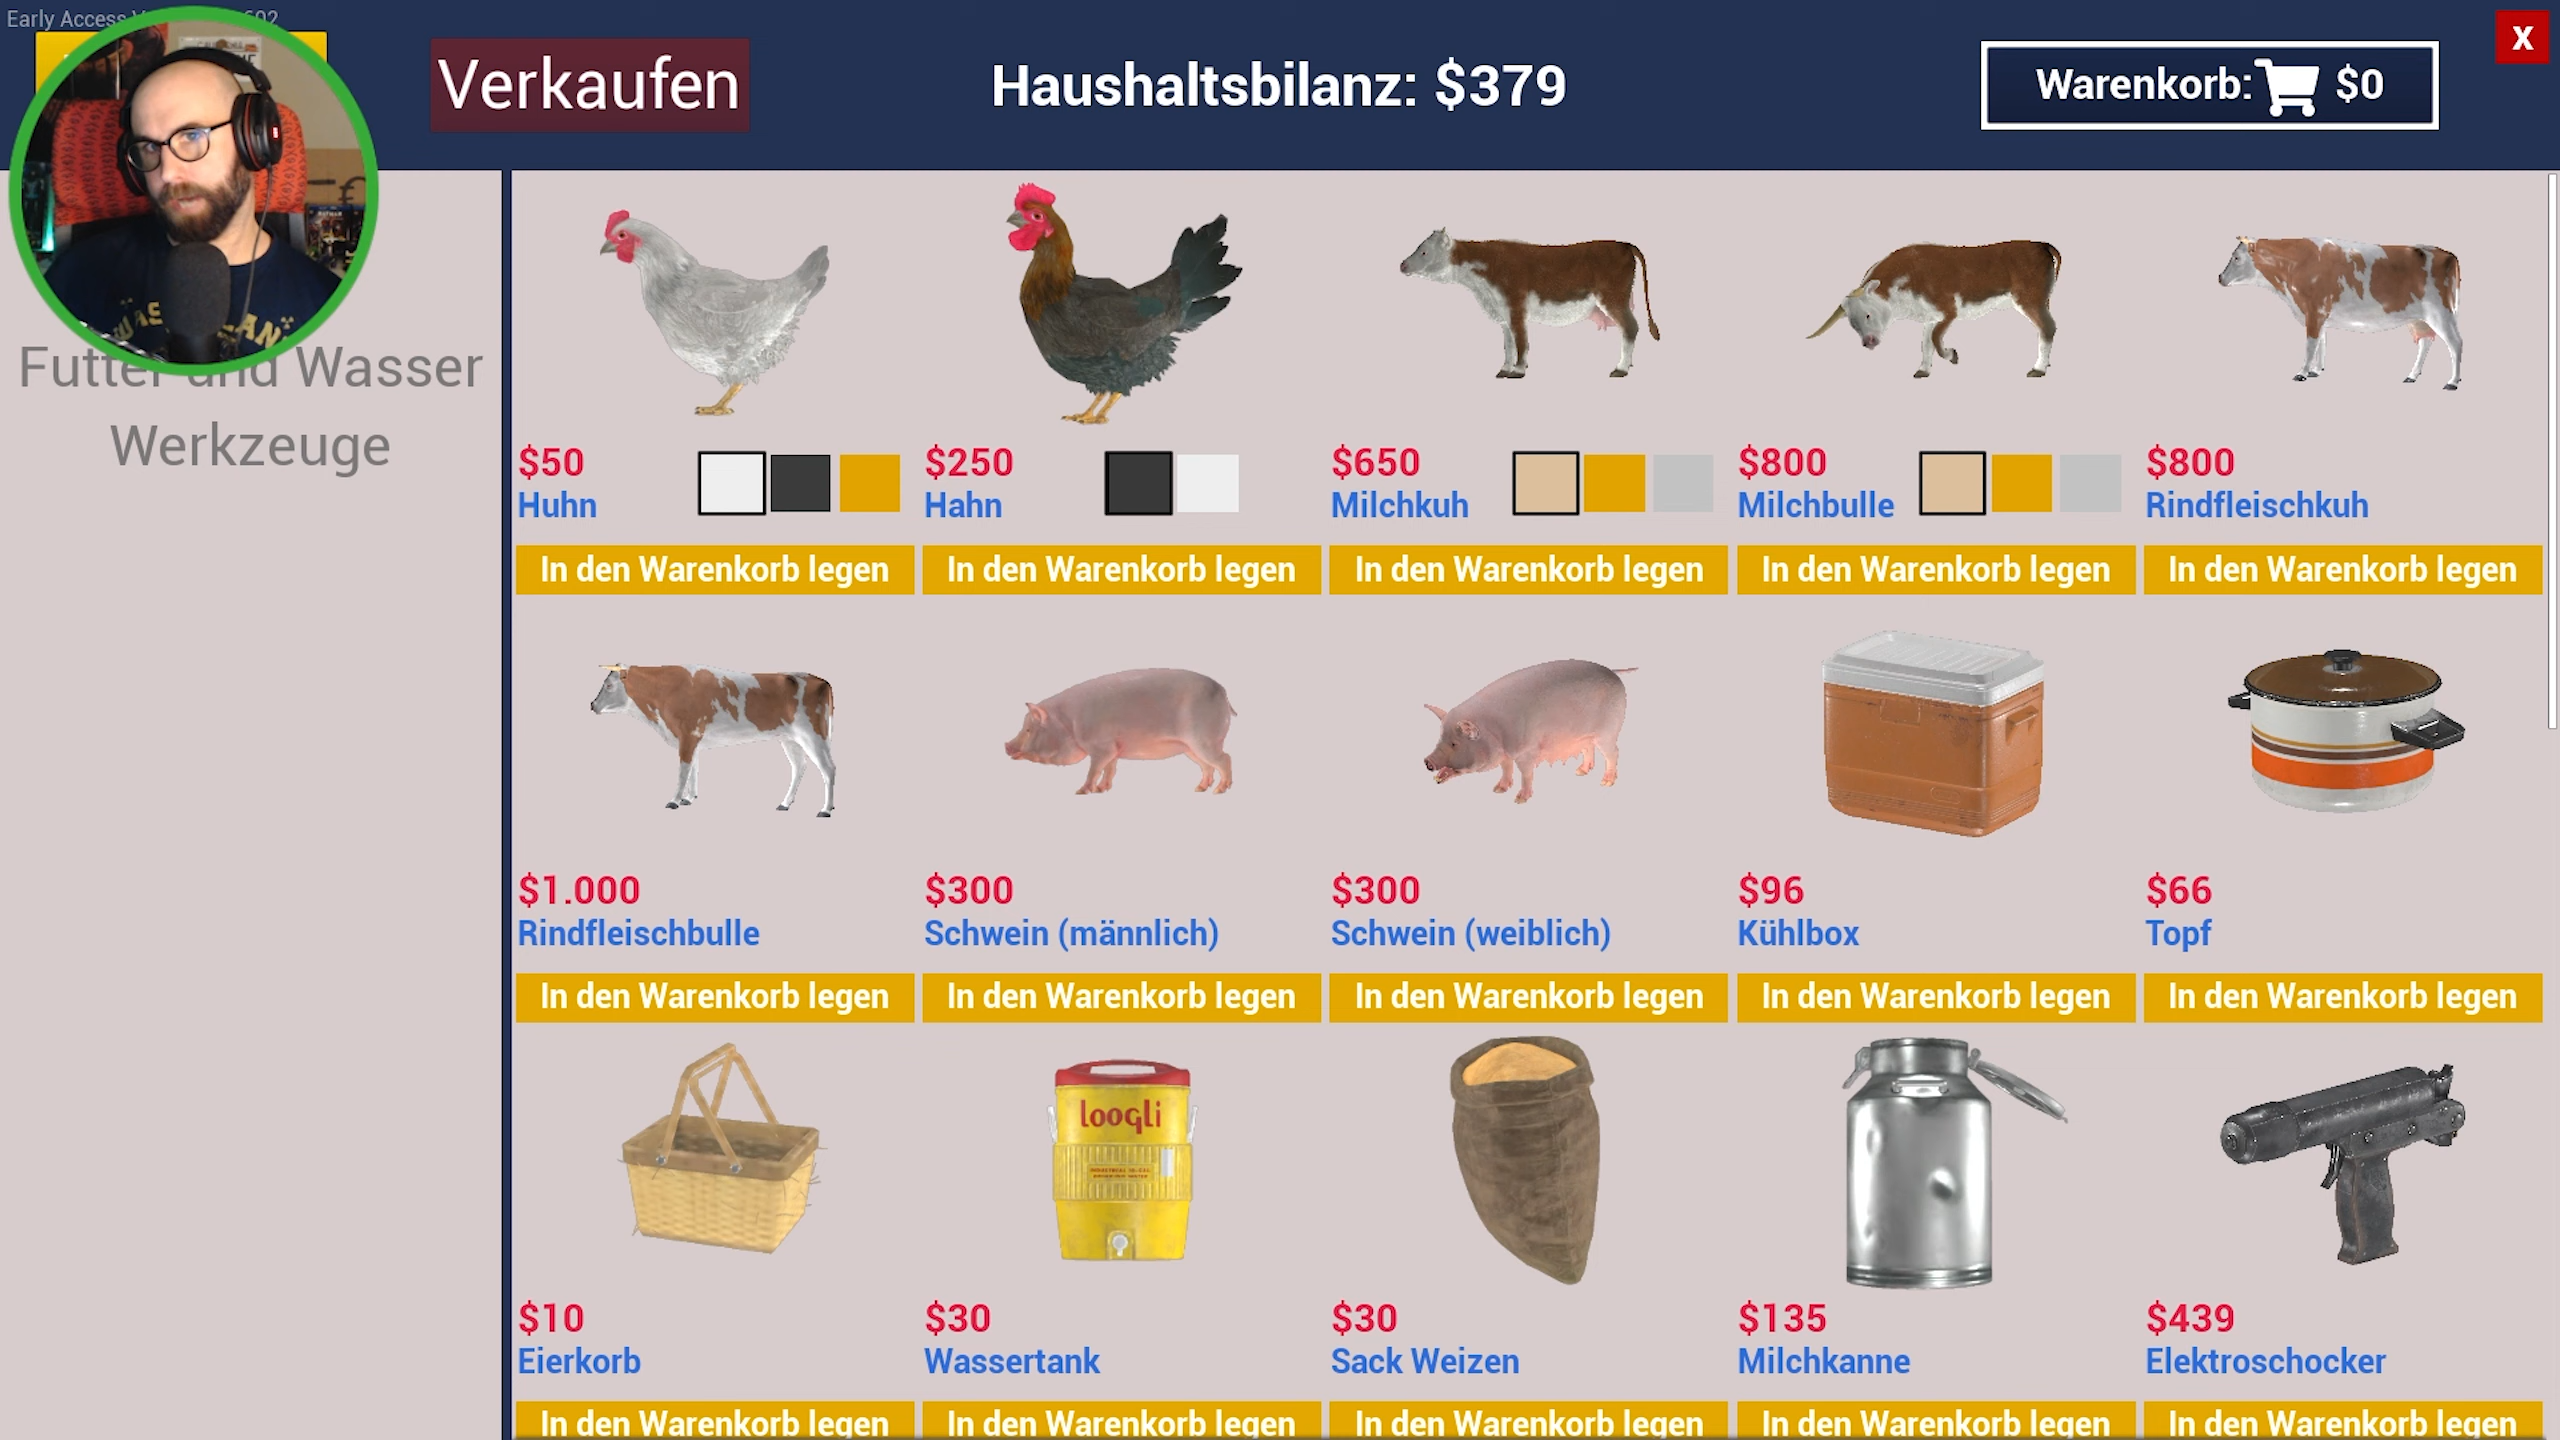 Early Access
Verkaufen
Haushaltsbilanz: $379
Warenkorb: $0
X
Futter und Wasser
Werkzeuge
$50
Huhn
In den Warenkorb legen
$250
Hahn
In den Warenkorb legen
$650
Milchkuh
In den Warenkorb legen
$800
Milchbulle
In den Warenkorb legen
$800
Rindfleischkuh
In den Warenkorb legen
$1.000
Rindfleischbulle
In den Warenkorb legen
$300
Schwein (männlich)
In den Warenkorb legen
$300
Schwein (weiblich)
In den Warenkorb legen
$96
Kühlbox
In den Warenkorb legen
$66
Topf
In den Warenkorb legen
$10
Eierkorb
In den Warenkorb legen
loogli
$30
Wassertank
In den Warenkorb legen
$30
Sack Weizen
In den Warenkorb legen
$135
Milchkanne
In den Warenkorb legen
$439
Elektroschocker
In den Warenkorb legen